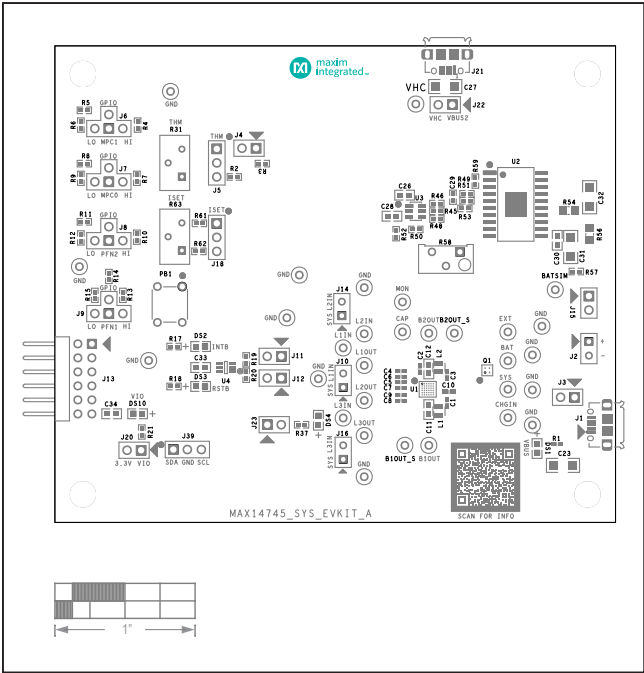 maxim
integrated™
J21
VHC
C27
J22
VHC VBUS2
GND
R5
GPIO
J6
R6
R4
LO MPC1 HI
THM
R31
ISET
THM
J4
J5
R2
R3
R8
GPIO
J7
R9
R7
LO MPC0 HI
R63
R61
R62
ISET
J18
R11
GPIO
J8
R12
R10
LO PFN2 HI
GND
R14
GPIO
R15
R13
J9
LO PFN1 HI
PB1
GND
GND
R59
U2
R49
R51
C29
C26
U3
R46
C28
R45
R53
R48
R52
R50
R58
R54
C32
R56
C30
C31
R57
BATSIM
J15
GND
J14
SYS L2IN
MON
CAP
L2IN
B2OUT
B2OUT_S
EXT
GND
BAT
GND
J2
+
-
L1IN
L1OUT
J10
SYS L1IN
L2OUT
GND
C2
C12
L2
C4
C6
C5
C7
C9
C8
U1
C3
C10
C1
C11
L1
Q1
SYS
GND
J3
CHGIN
GND
J1
VBUS
DS1
+
R1
C23
L3IN
L3OUT
J16
SYS L3IN
GND
B1OUT_S
B1OUT
R17
DS2
+
INTB
C33
U4
R19
R20
J11
J12
R18
DS3
+
RSTB
GND
J13
VIO
C34
DS10
+
R21
J20
3.3V VIO
J39
SDA GND SCL
J23
R37
DS4
+
MAX14745_SYS_EVKIT_A
SCAN FOR INFO
1"